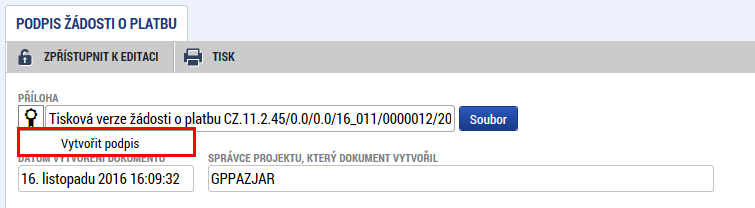 PODPIS ŽÁDOSTI O PLATBU
ZPŘÍSTUPNIT K EDITACI TISK
PŘÍLOHA
Tisková verze žádosti o platbu CZ.11.2.45/0.0/0.0/16_011/0000012/20 Soubor
Vytvořit podpis
DATUM VYTVOŘENÍ DOKUMENTU SPRÁVCE PROJEKTU, KTERÝ DOKUMENT VYTVOŘIL
16. listopadu 2016 16:09:32 GPPAZJAR